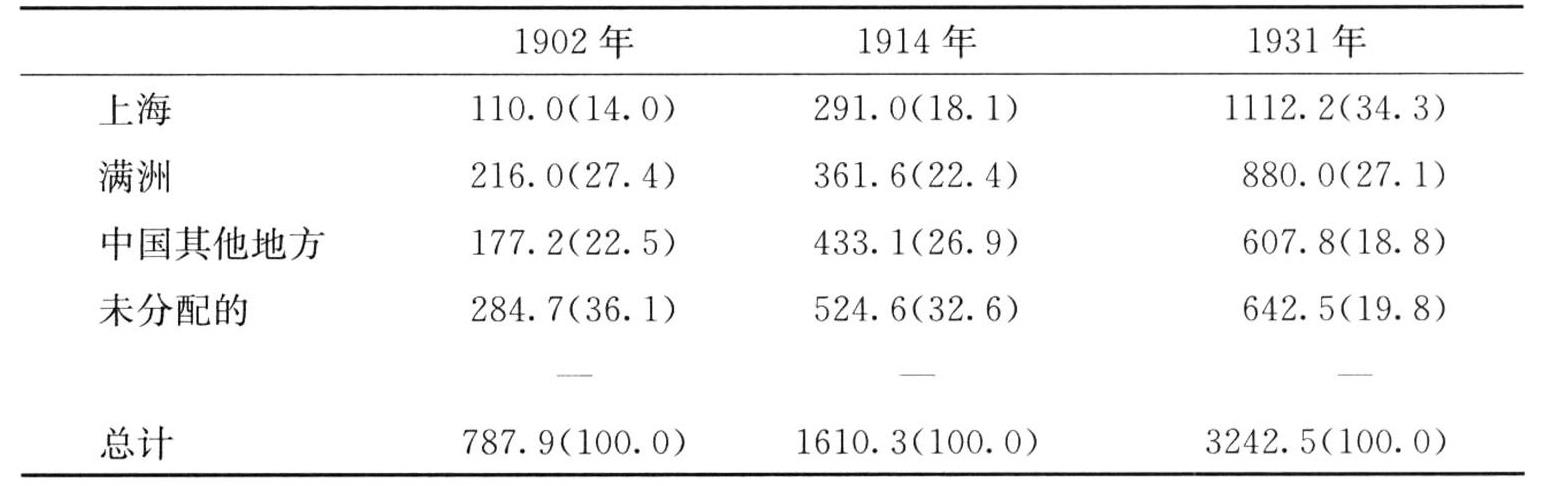 1902年 1914年 1931年
上海 110.0(14.0) 291.0(18.1) 1112.2(34.3)
满洲 216.0(27.4) 361.6(22.4) 880.0(27.1)
中国其他地方 177.2(22.5) 433.1(26.9) 607.8(18.8)
未分配的 284.7(36.1) 524.6(32.6) 642.5(19.8)
— — —
总计 787.9(100.0) 1610.3(100.0) 3242.5(100.0)